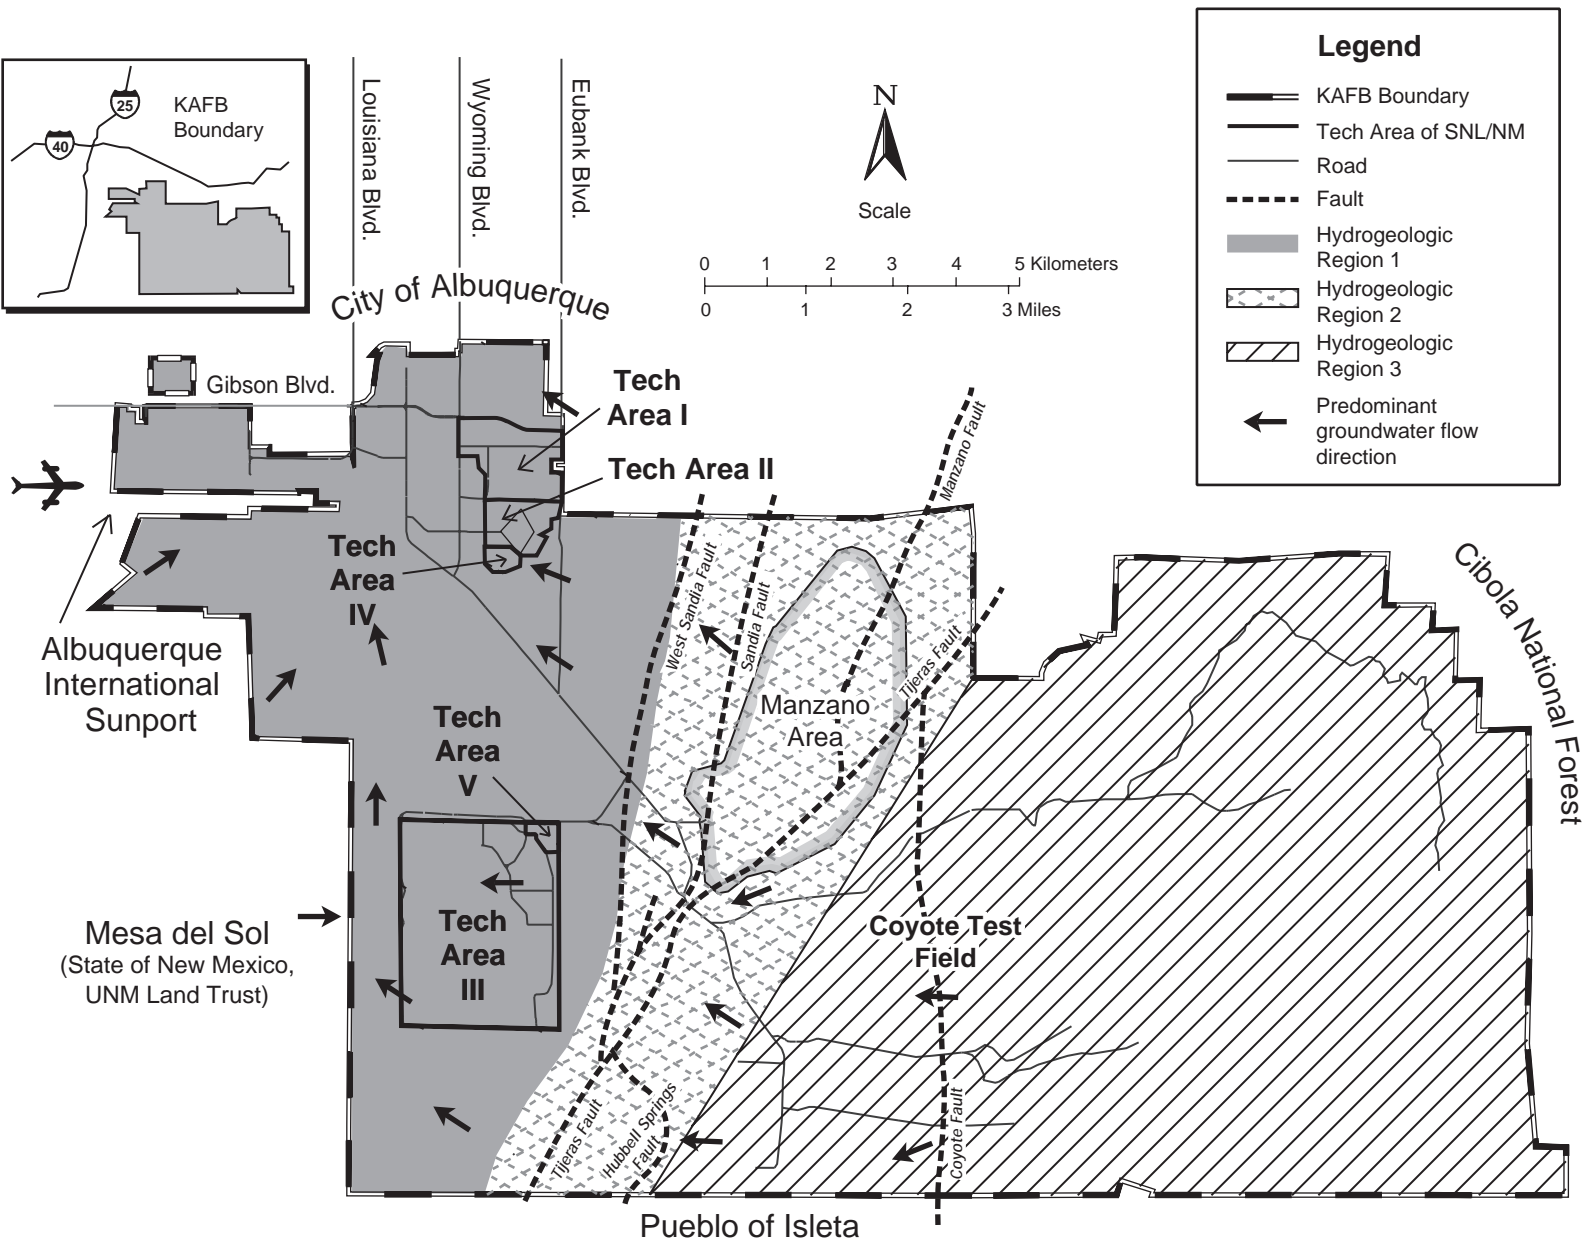 Legend
KAFB Boundary
Tech Area of SNL/NM
Road
Fault
Hydrogeologic
Region 1
Hydrogeologic
Region 2
Hydrogeologic
Region 3
Predominant
groundwater flow
direction
25
40
KAFB
Boundary
Louisiana Blvd.
Wyoming Blvd.
Eubank Blvd.
N
Scale
0 1 2 3 4 5 Kilometers
0 1 2 3 Miles
City of Albuquerque
Gibson Blvd.
Tech
Area I
Tech Area II
Tech
Area
IV
Albuquerque
International
Sunport
Tech
Area
V
Mesa del Sol
(State of New Mexico,
UNM Land Trust)
Tech
Area
III
West Sandia Fault
Sandia Fault
Manzano Fault
Tijeras Fault
Manzano
Area
Cibola National Forest
Coyote Test
Field
Tijeras Fault
Hubbell Springs
Fault
Coyote Fault
Pueblo of Isleta